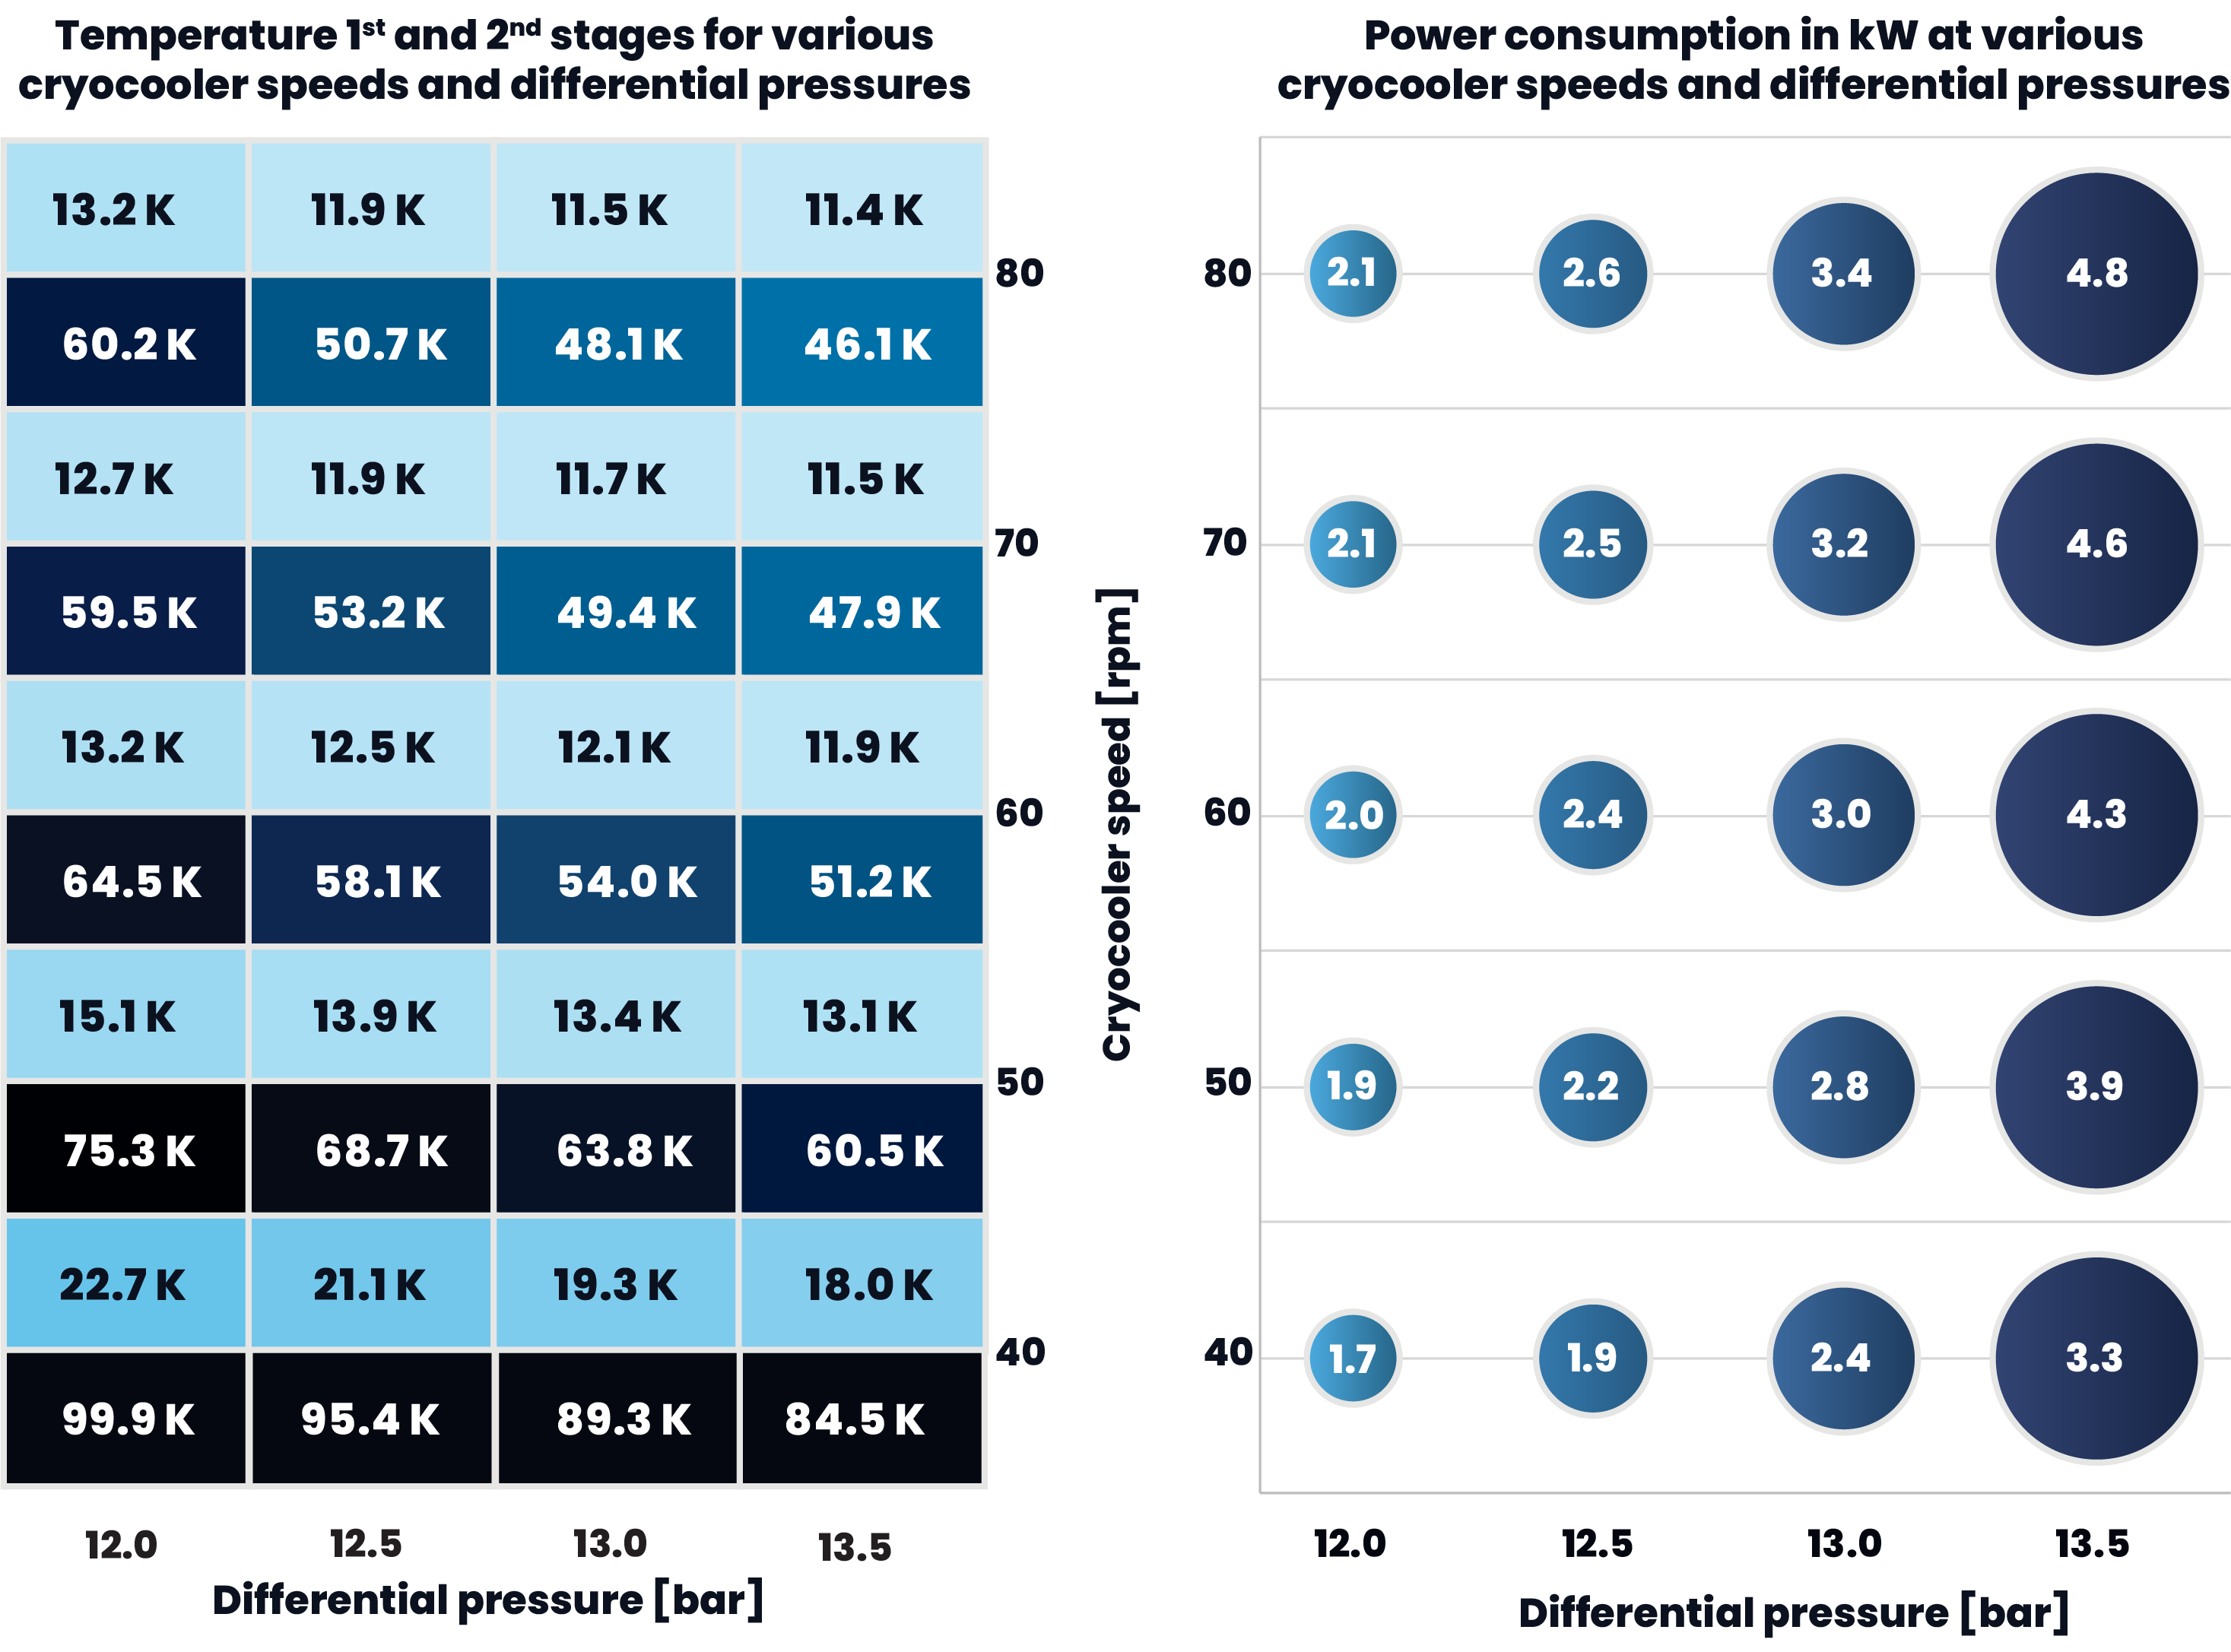 Temperature 1st and 2nd stages for various
cryocooler speeds and differential pressures
13.2 K 11.9 K 11.5 K 11.4 K
80
60.2 K 50.7 K 48.1 K 46.1 K
12.7 K 11.9 K 11.7 K 11.5 K
70
59.5 K 53.2 K 49.4 K 47.9 K
13.2 K 12.5 K 12.1 K 11.9 K
60
64.5 K 58.1 K 54.0 K 51.2 K
15.1 K 13.9 K 13.4 K 13.1 K
50
75.3 K 68.7 K 63.8 K 60.5 K
22.7 K 21.1 K 19.3 K 18.0 K
40
99.9 K 95.4 K 89.3 K 84.5 K
12.0 12.5 13.0 13.5
Differential pressure [bar]
Cryocooler speed [rpm]
Power consumption in kW at various
cryocooler speeds and differential pressures
80 2.1 2.6 3.4 4.8
70 2.1 2.5 3.2 4.6
60 2.0 2.4 3.0 4.3
50 1.9 2.2 2.8 3.9
40 1.7 1.9 2.4 3.3
12.0 12.5 13.0 13.5
Differential pressure [bar]